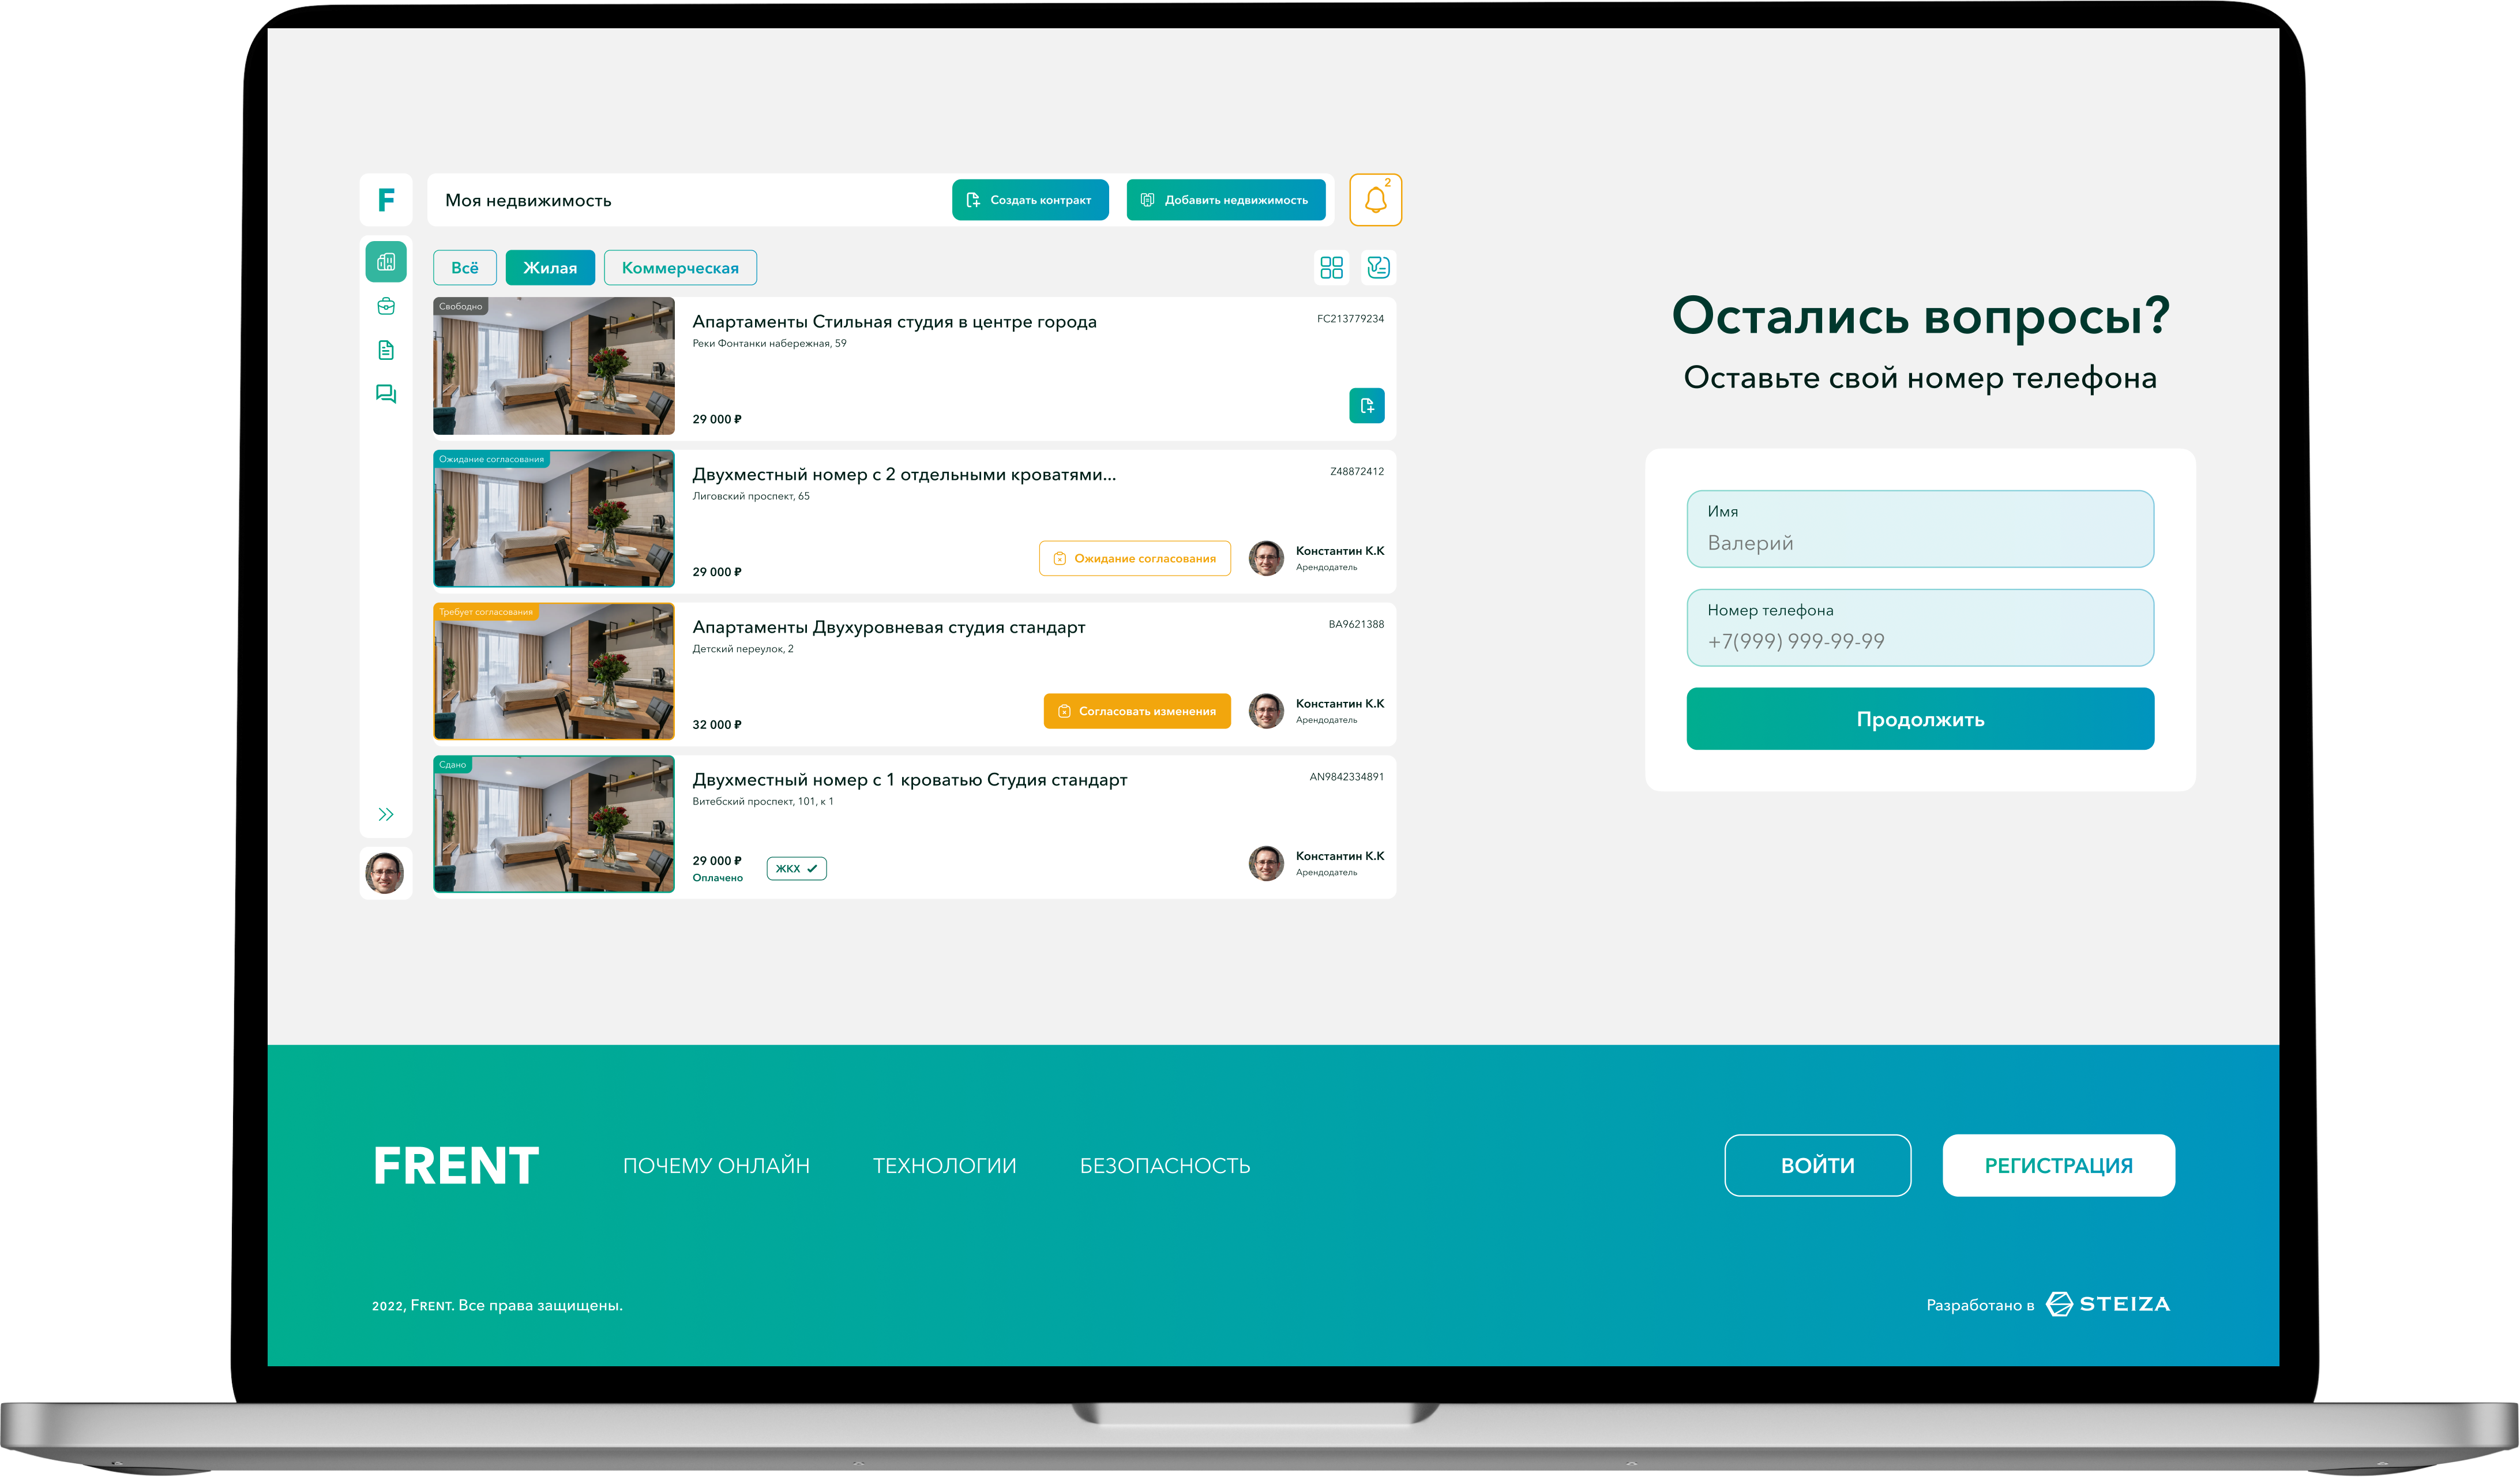 F
Моя недвижимость
Создать контракт
Добавить недвижимость
2
Всё
Жилая
Коммерческая
Свободно
Апартаменты Стильная студия в центре города
FC213779234
Реки Фонтанки набережная, 59
29 000 ₽
Ожидание согласования
Двухместный номер с 2 отдельными кроватями...
Z48872412
Лиговский проспект, 65
29 000 ₽
Ожидание согласования
Константин К.К
Арендодатель
Требует согласования
Апартаменты Двухуровневая студия стандарт
BA9621388
Детский переулок, 2
32 000 ₽
Согласовать изменения
Константин К.К
Арендодатель
Сдано
Двухместный номер с 1 кроватью Студия стандарт
AN9842334891
Витебский проспект, 101, к 1
29 000 ₽
Оплачено
ЖКХ
Константин К.К
Арендодатель
Остались вопросы?
Оставьте свой номер телефона
Имя
Валерий
Номер телефона
+7(999) 999-99-99
Продолжить
FRENT
ПОЧЕМУ ОНЛАЙН
ТЕХНОЛОГИИ
БЕЗОПАСНОСТЬ
ВОЙТИ
РЕГИСТРАЦИЯ
2022, FRENT. Все права защищены.
Разработано в STEIZA